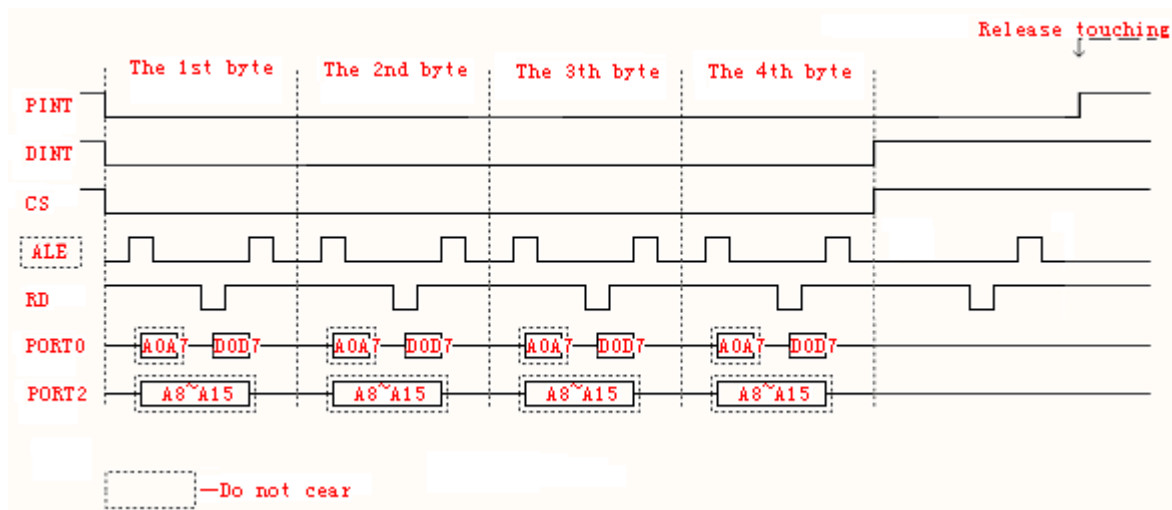 Release touching
The 1st byte The 2nd byte The 3th byte The 4th byte
PINT
DINT
CS
ALE
RD
PORT0 A0A7 D0D7 A0A7 D0D7 A0A7 D0D7 A0A7 D0D7
PORT2 A8~A15 A8~A15 A8~A15 A8~A15
—Do not cear